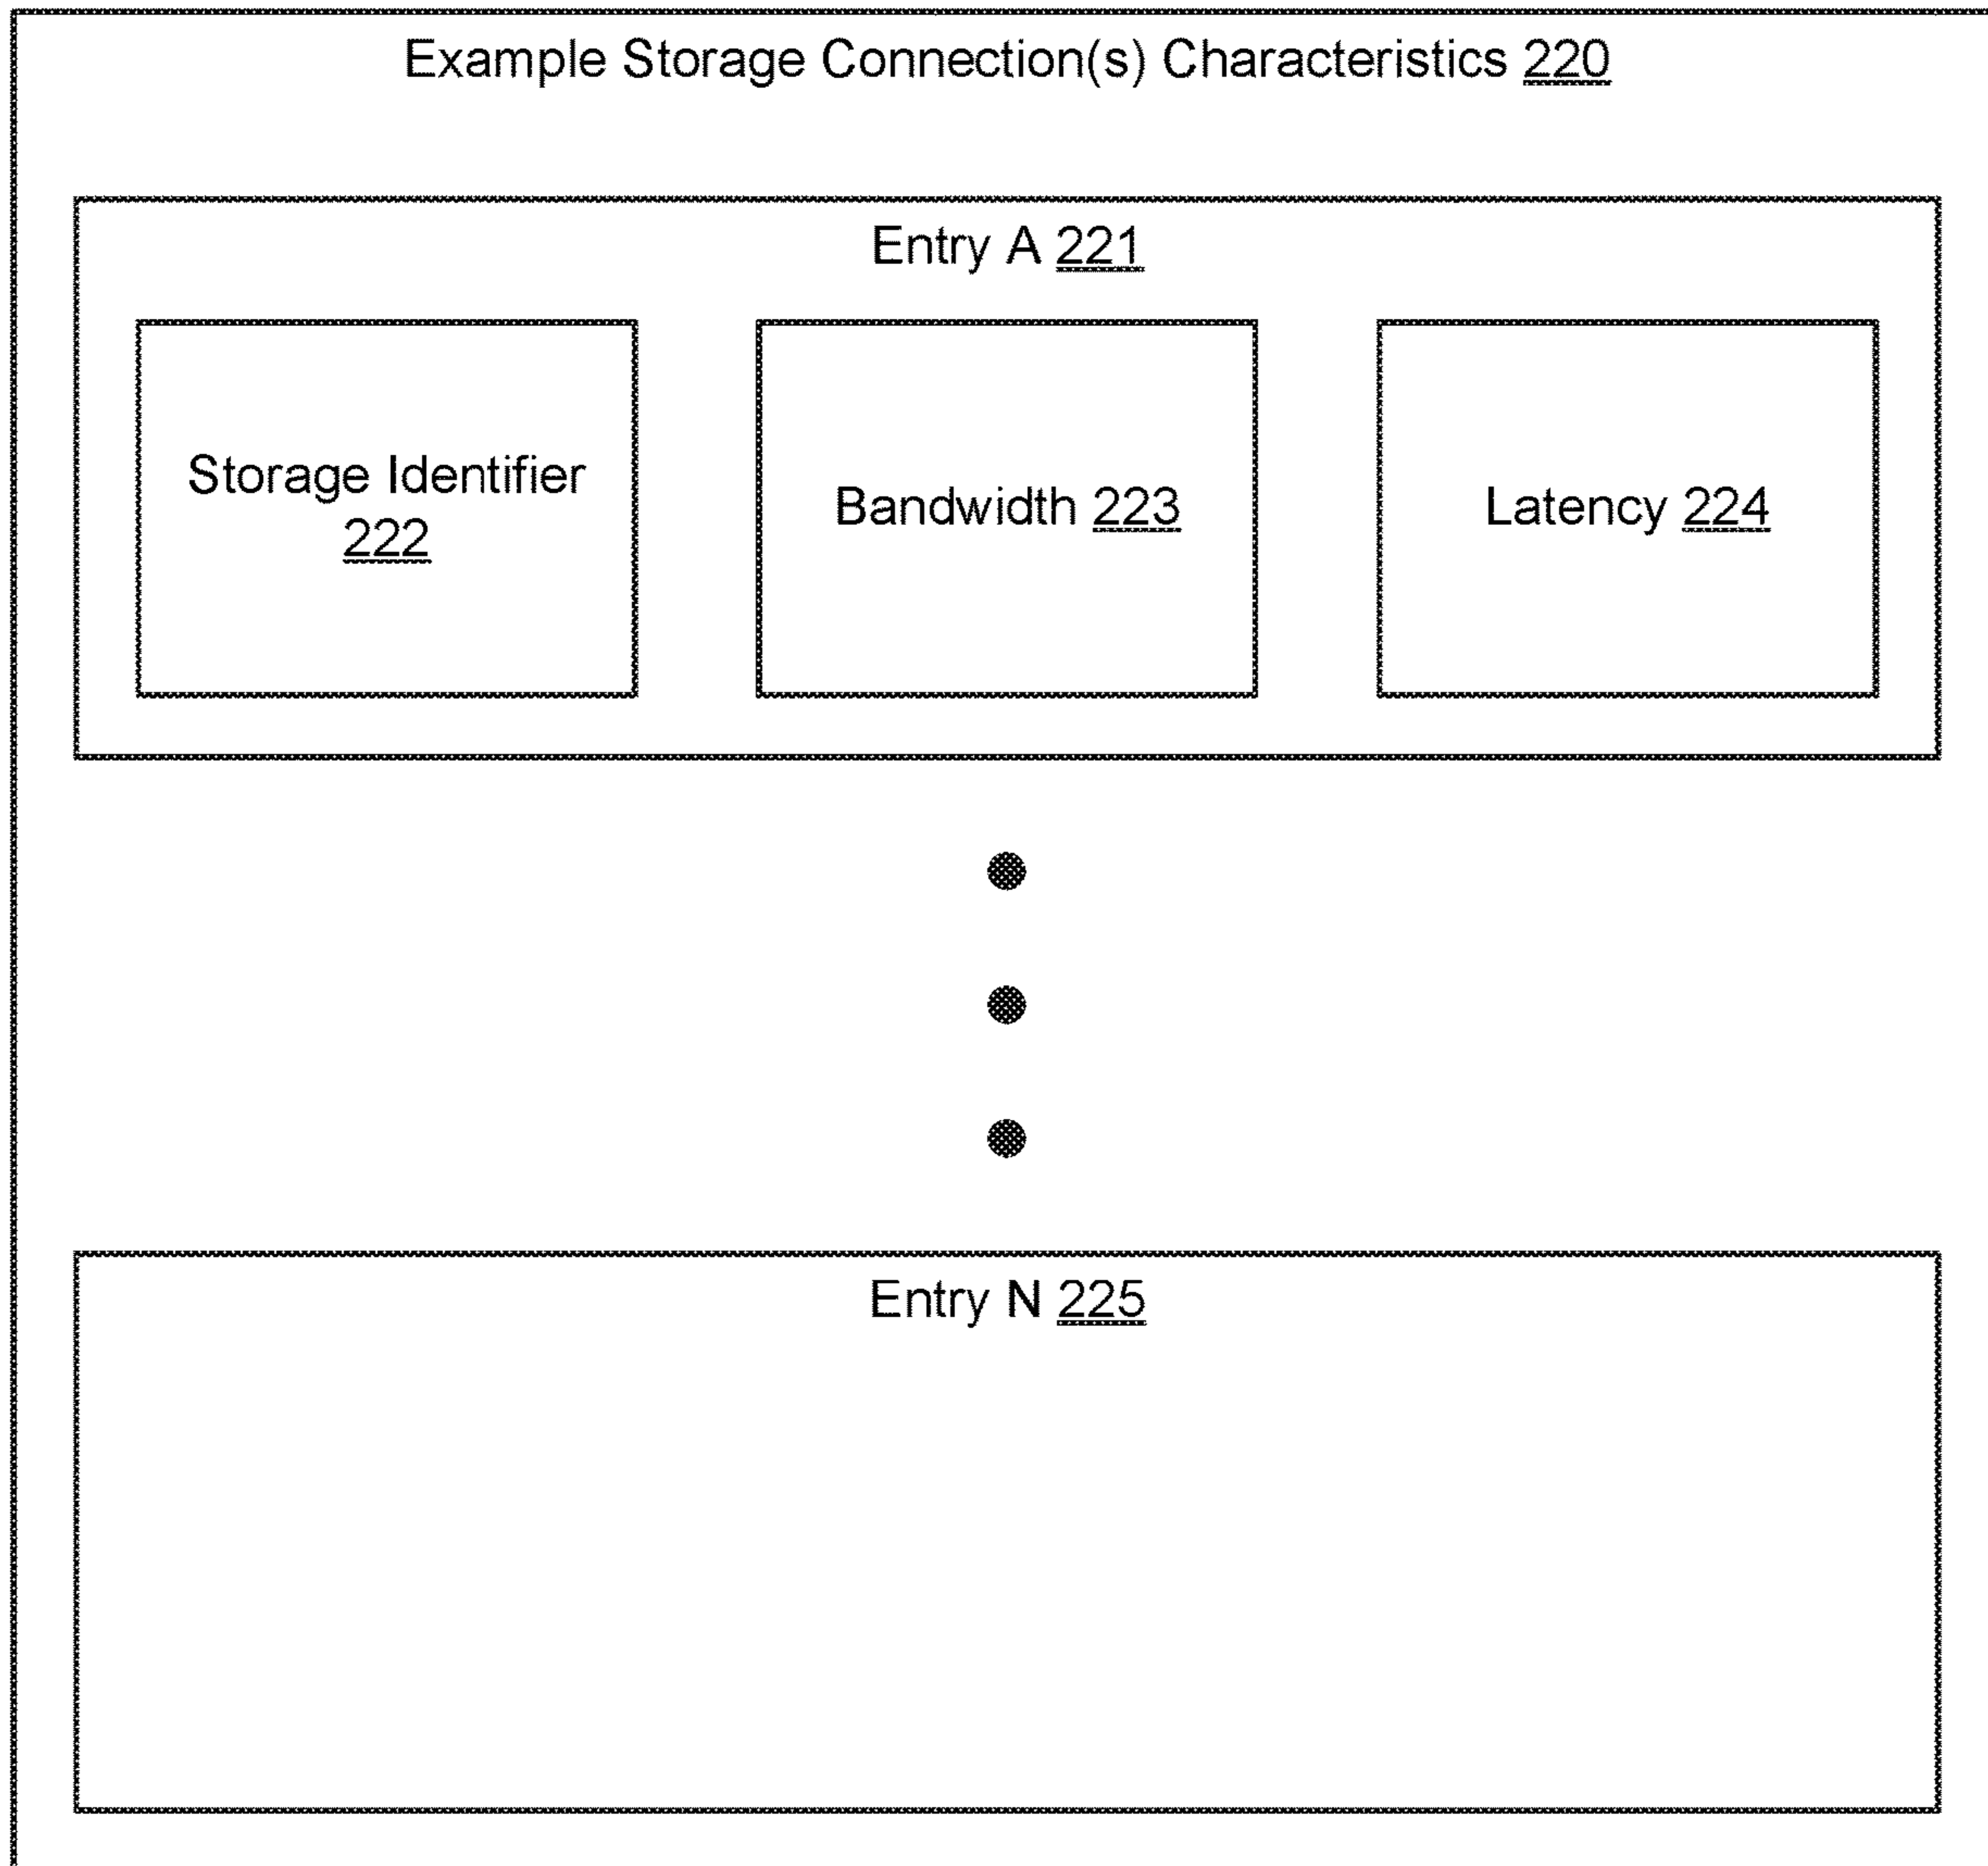 Example Storage Connection(s) Characteristics 220
Entry A 221
Storage Identifier
222
Bandwidth 223
Latency 224
Entry N 225